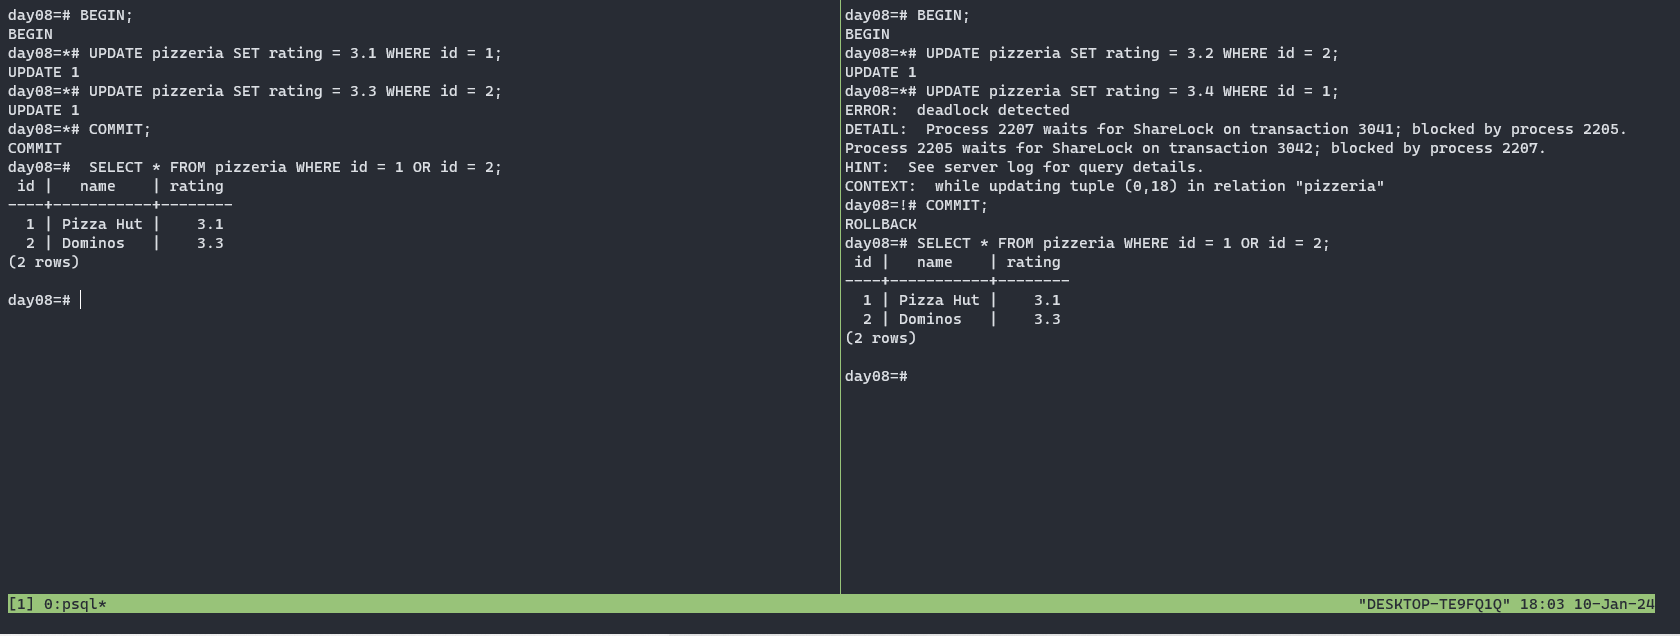 day08=# BEGIN;
BEGIN
day08=*# UPDATE pizzeria SET rating = 3.1 WHERE id = 1;
UPDATE 1
day08=*# UPDATE pizzeria SET rating = 3.3 WHERE id = 2;
UPDATE 1
day08=*# COMMIT;
COMMIT
day08=#  SELECT * FROM pizzeria WHERE id = 1 OR id = 2;
 id |   name    | rating
----+-----------+--------
  1 | Pizza Hut |    3.1
  2 | Dominos   |    3.3
(2 rows)
day08=#
day08=# BEGIN;
BEGIN
day08=*# UPDATE pizzeria SET rating = 3.2 WHERE id = 2;
UPDATE 1
day08=*# UPDATE pizzeria SET rating = 3.4 WHERE id = 1;
ERROR:  deadlock detected
DETAIL:  Process 2207 waits for ShareLock on transaction 3041; blocked by process 2205.
Process 2205 waits for ShareLock on transaction 3042; blocked by process 2207.
HINT:  See server log for query details.
CONTEXT:  while updating tuple (0,18) in relation "pizzeria"
day08=!# COMMIT;
ROLLBACK
day08=# SELECT * FROM pizzeria WHERE id = 1 OR id = 2;
 id |   name    | rating
----+-----------+--------
  1 | Pizza Hut |    3.1
  2 | Dominos   |    3.3
(2 rows)
day08=#
[1] 0:psql* "DESKTOP-TE9FQ1Q" 18:03 10-Jan-24